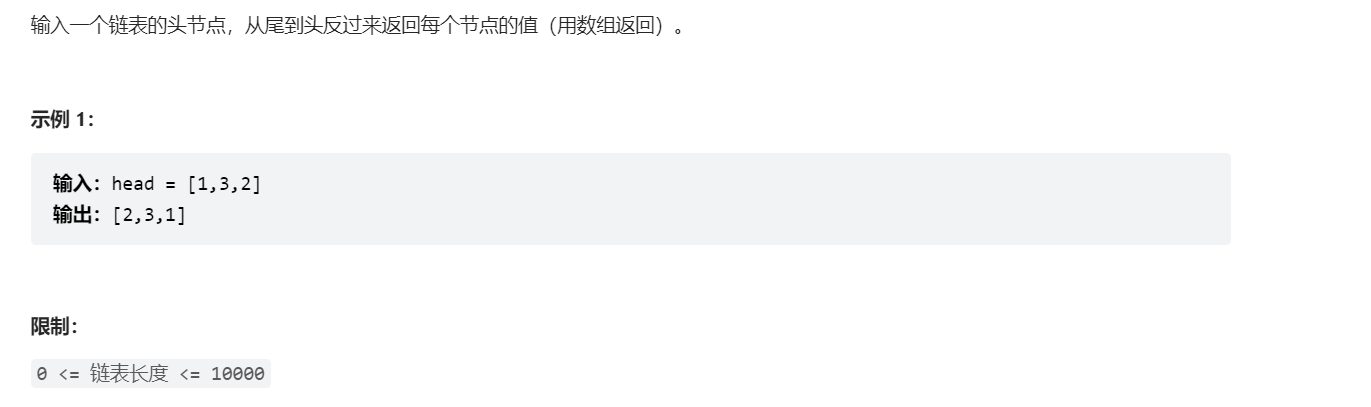 输入一个链表的头节点，从尾到头反过来返回每个节点的值（用数组返回）。
示例 1：
输入：head = [1,3,2]
输出：[2,3,1]
限制：
0 <= 链表长度 <= 10000